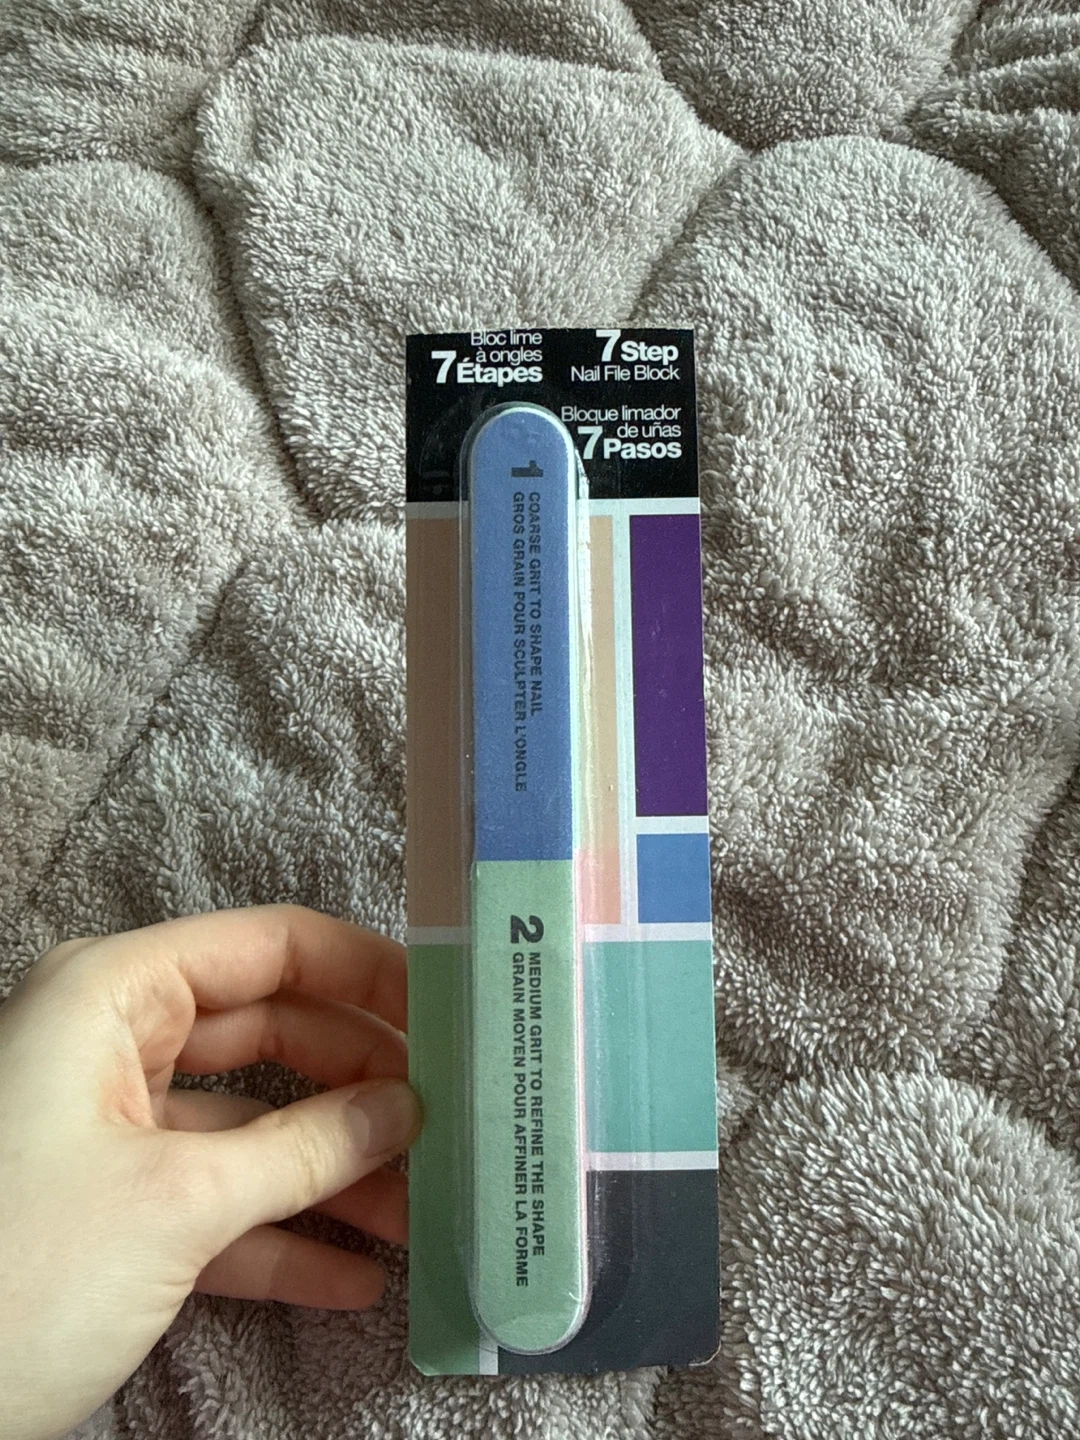 Bloc lime
à ongles
7 Étapes
7 Step
Nail File Block
Bloque limador
de uñas
7 Pasos
1
COARSE GRIT TO SHAPE NAIL
GROS GRAIN POUR SCULPTER L'ONGLE
2
MEDIUM GRIT TO REFINE THE SHAPE
GRAIN MOYEN POUR AFFINER LA FORME